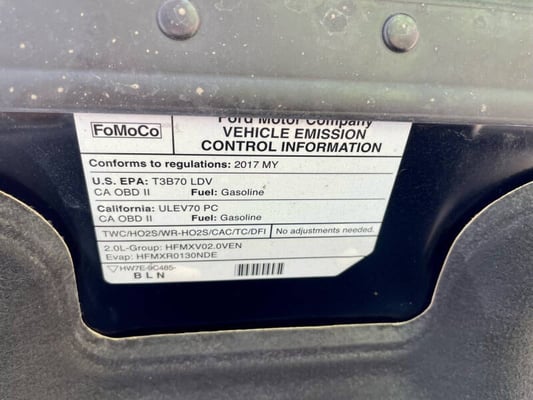 FoMoCo
Ford Motor Company
VEHICLE EMISSION
CONTROL INFORMATION
Conforms to regulations: 2017 MY
U.S. EPA: T3B70 LDV
CA OBD II Fuel: Gasoline
California: ULEV70 PC
CA OBD II Fuel: Gasoline
TWC/HO2S/WR-HO2S/CAC/TC/DFI No adjustments needed.
2.0L-Group: HFMXV02.0VEN
Evap: HFMXR0130NDE
HW7E-9C485-
B L N